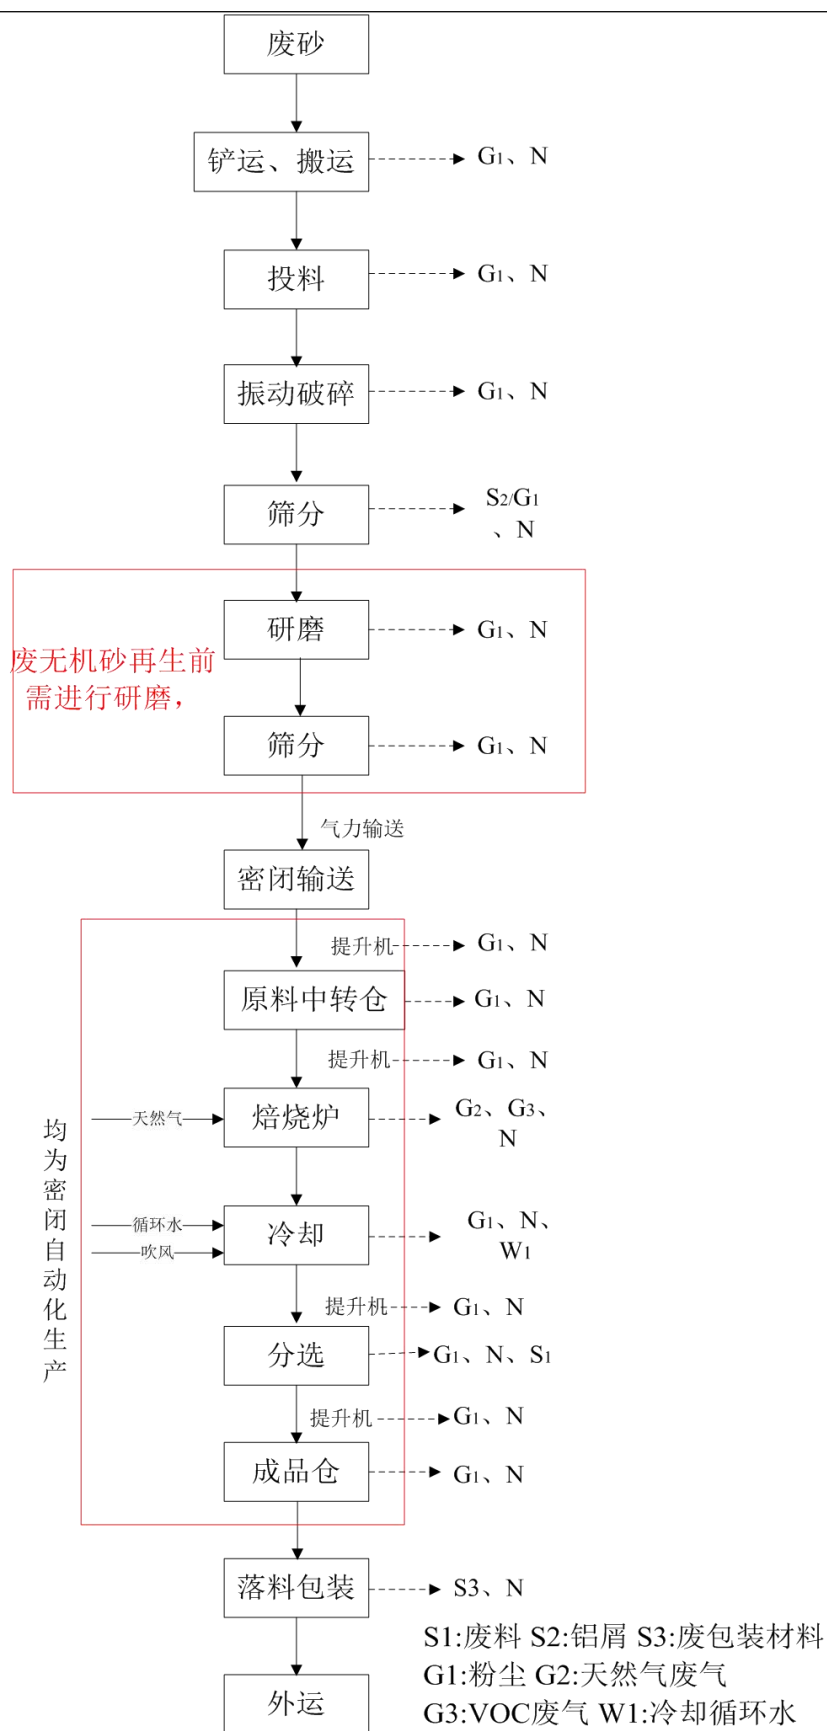 废砂
铲运、搬运
G1、N
投料
G1、N
振动破碎
G1、N
筛分
S2/G1
、N
研磨
G1、N
废无机砂再生前
需进行研磨，
筛分
G1、N
气力输送
密闭输送
提升机
G1、N
原料中转仓
G1、N
提升机
G1、N
天然气
焙烧炉
G2、G3、
N
均为密闭自动化生产
循环水
吹风
冷却
G1、N、
W1
提升机
G1、N
分选
G1、N、S1
提升机
G1、N
成品仓
G1、N
落料包装
S3、N
外运
S1:废料 S2:铝屑 S3:废包装材料
G1:粉尘 G2:天然气废气
G3:VOC废气 W1:冷却循环水